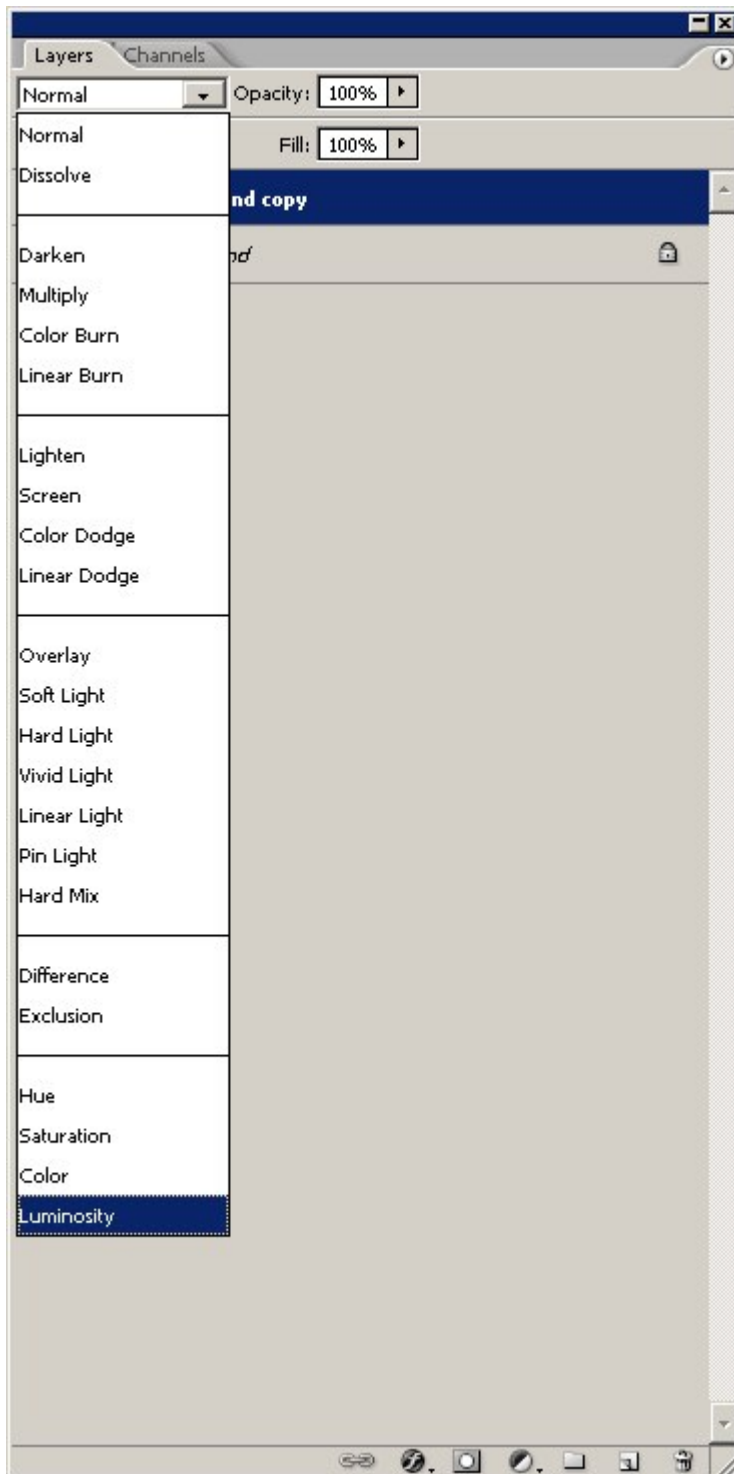 Layers Channels
Normal Opacity: 100%
Fill: 100%
Normal
Dissolve
nd copy
Darken
nd
Multiply
Color Burn
Linear Burn
Lighten
Screen
Color Dodge
Linear Dodge
Overlay
Soft Light
Hard Light
Vivid Light
Linear Light
Pin Light
Hard Mix
Difference
Exclusion
Hue
Saturation
Color
Luminosity